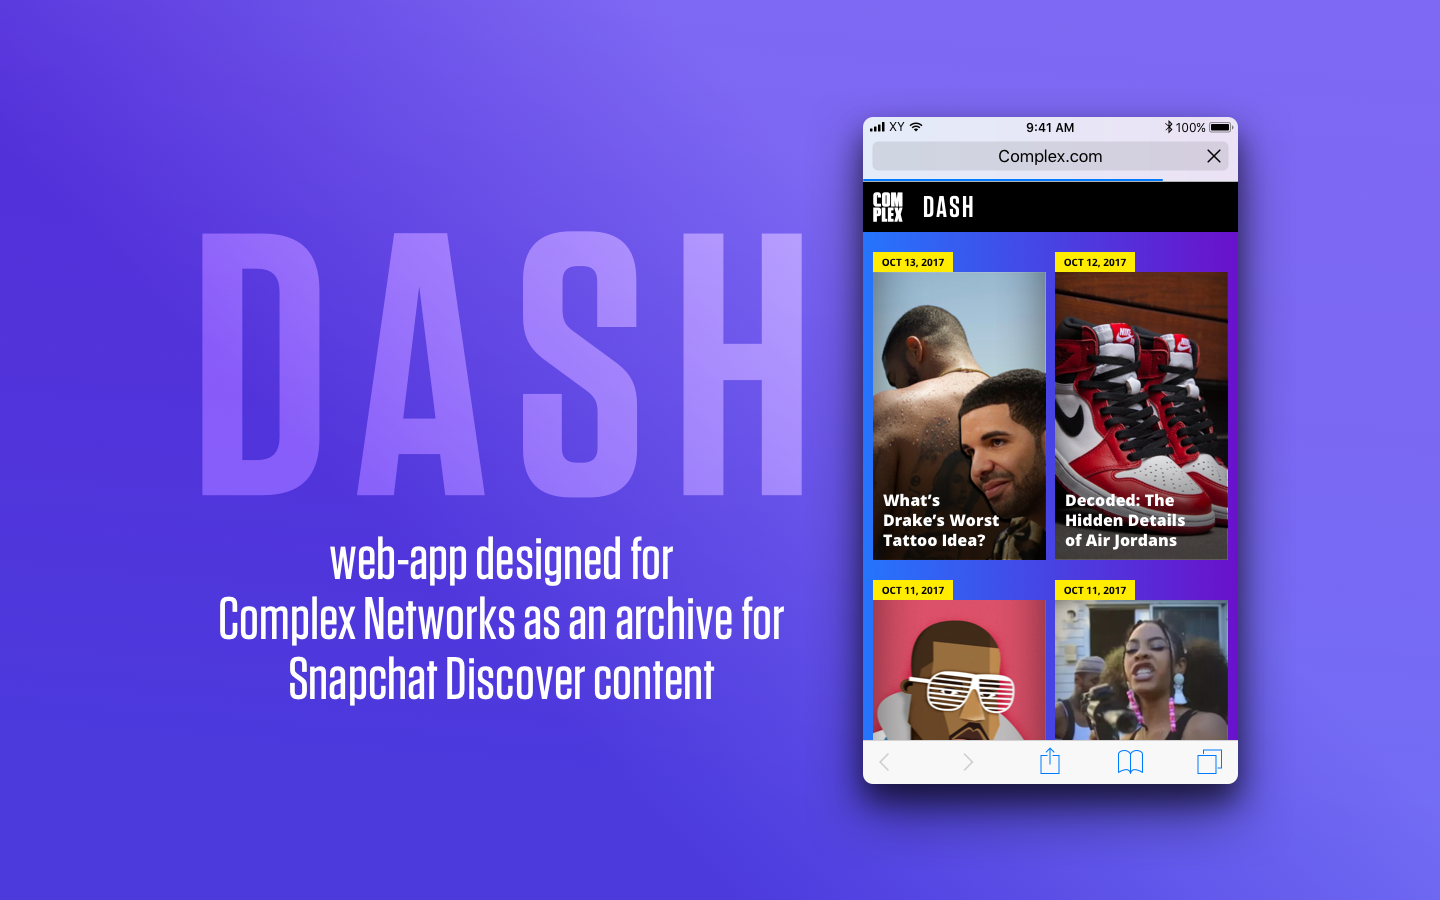 DASH
web-app designed for
Complex Networks as an archive for
Snapchat Discover content
XY
9:41 AM
100%
Complex.com
COM
PLEX
DASH
OCT 13, 2017
What's
Drake's Worst
Tattoo Idea?
OCT 12, 2017
NIKE
Decoded: The
Hidden Details
of Air Jordans
OCT 11, 2017
OCT 11, 2017